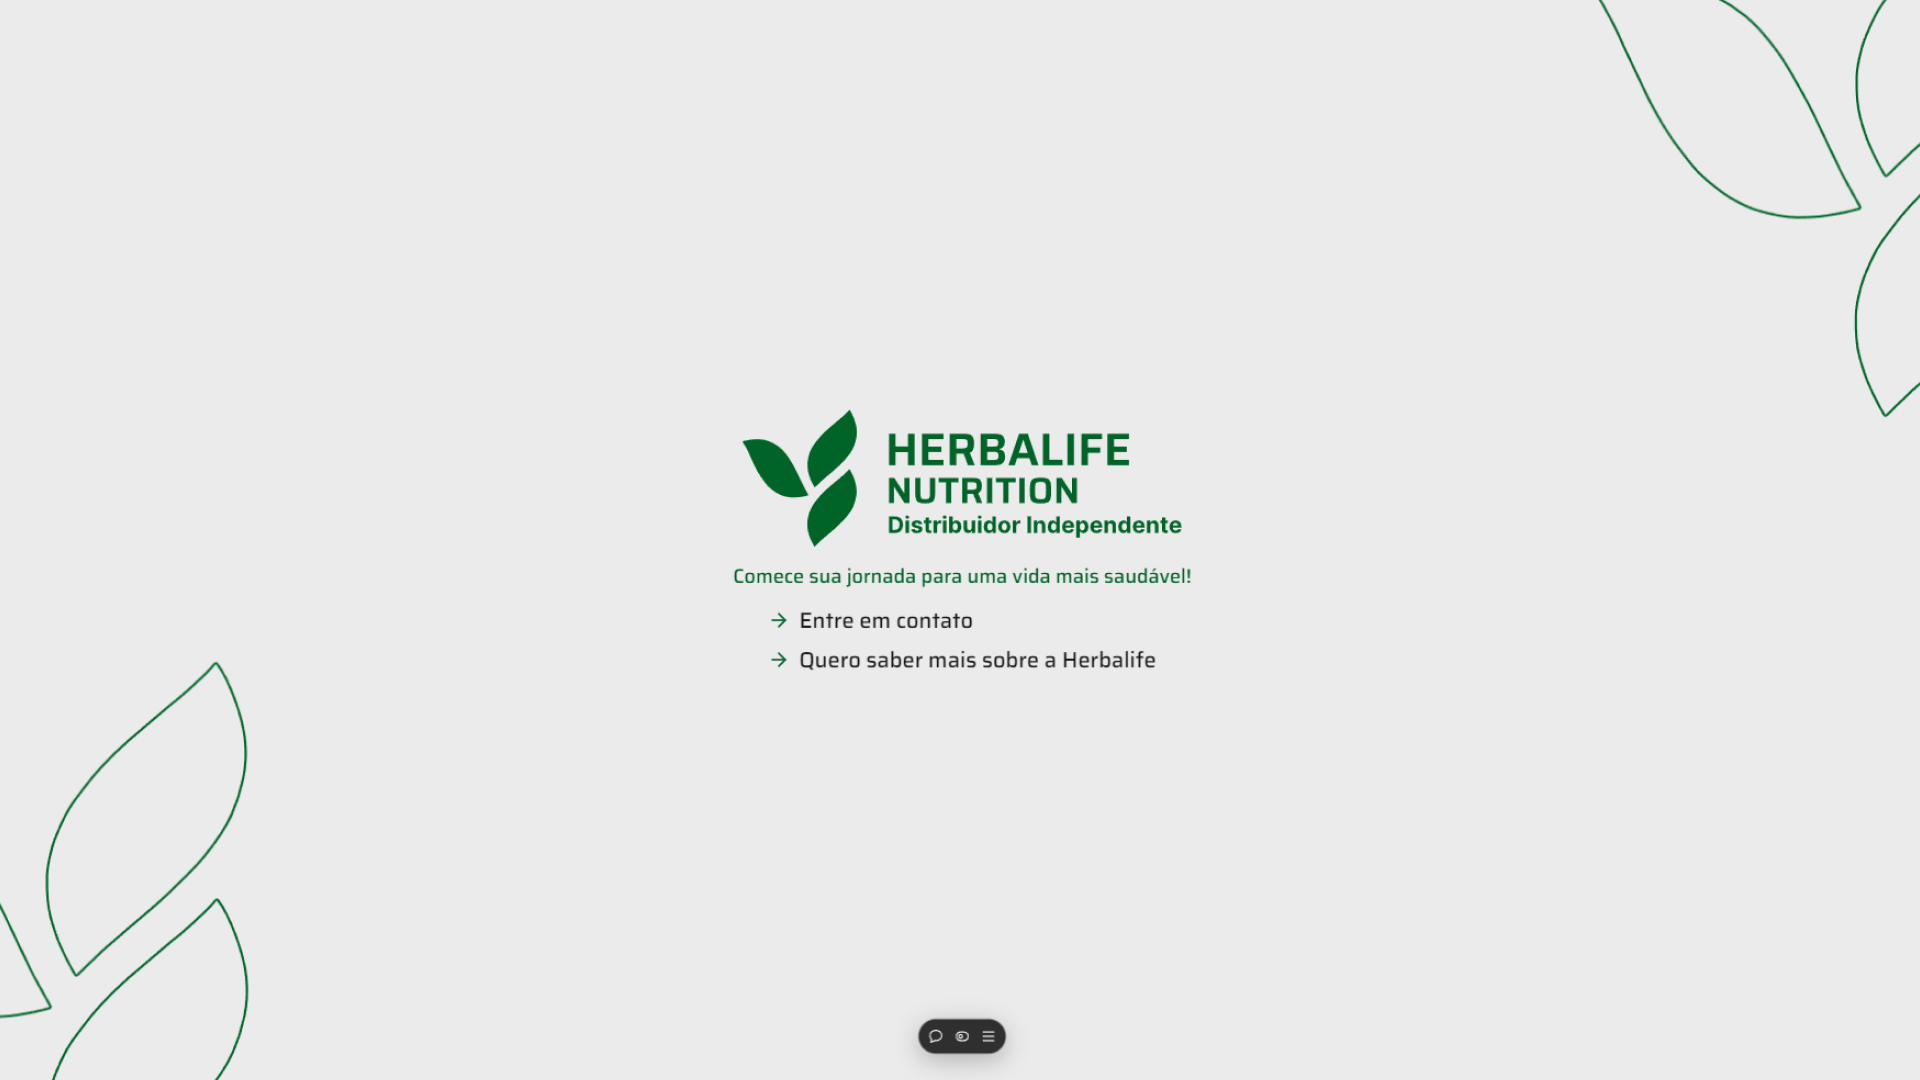 HERBALIFE
NUTRITION
Distribuidor Independente
Comece sua jornada para uma vida mais saudável!
→ Entre em contato
→ Quero saber mais sobre a Herbalife